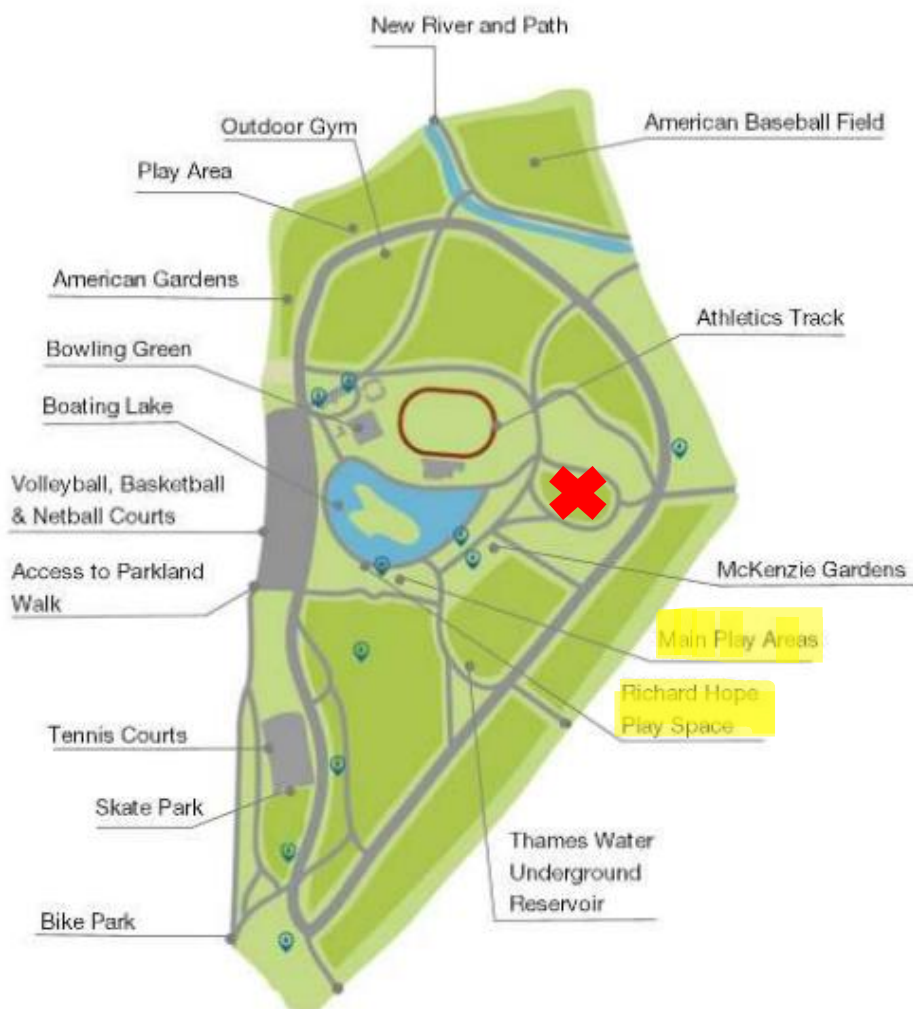 New River and Path
American Baseball Field
Outdoor Gym
Play Area
American Gardens
Athletics Track
Bowling Green
Boating Lake
Volleyball, Basketball
& Netball Courts
Access to Parkland
Walk
McKenzie Gardens
Main Play Areas
Richard Hope
Play Space
Tennis Courts
Skate Park
Thames Water
Underground
Reservoir
Bike Park